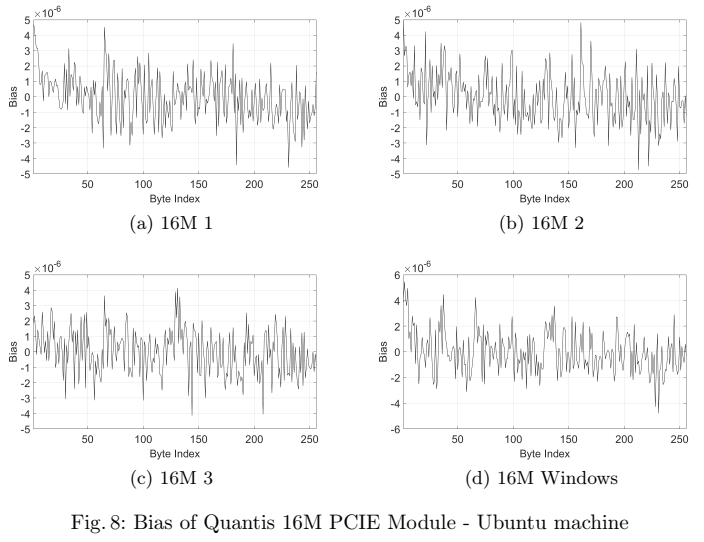 ×10-6 ×10-6
5 5
4 4
3 3
2 2
1 1
0 0
-1 -1
-2 -2
-3 -3
-4 -4
-5 -5
Bias Bias
50 100 150 200 250 50 100 150 200 250
Byte Index Byte Index
(a) 16M 1 (b) 16M 2
×10-6 ×10-6
5 6
4 4
3 2
2 0
1 -2
0 -4
-1 -6
-2
-3
-4
-5
Bias Bias
50 100 150 200 250 50 100 150 200 250
Byte Index Byte Index
(c) 16M 3 (d) 16M Windows
Fig. 8: Bias of Quantis 16M PCIE Module - Ubuntu machine